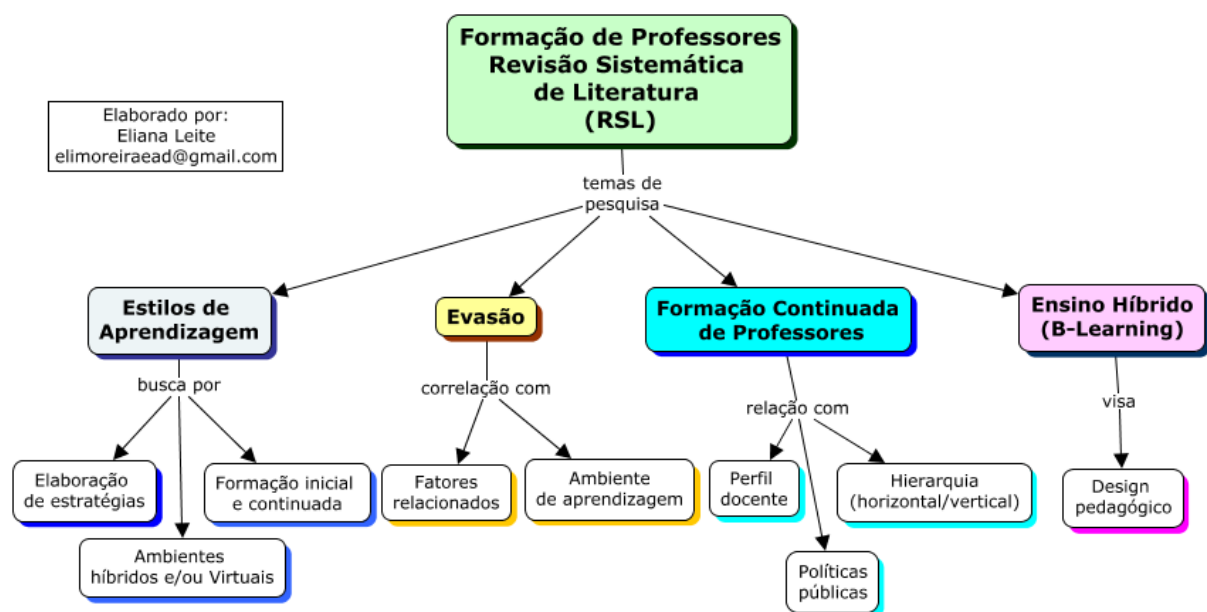 Formação de Professores
Revisão Sistemática
de Literatura
(RSL)
Elaborado por:
Eliana Leite
elimoreiraead@gmail.com
temas de
pesquisa
Estilos de
Aprendizagem
Evasão
Formação Continuada
de Professores
Ensino Híbrido
(B-Learning)
busca por
correlação com
relação com
visa
Elaboração
de estratégias
Formação inicial
e continuada
Ambientes
híbridos e/ou Virtuais
Fatores
relacionados
Ambiente
de aprendizagem
Perfil
docente
Hierarquia
(horizontal/vertical)
Políticas
públicas
Design
pedagógico